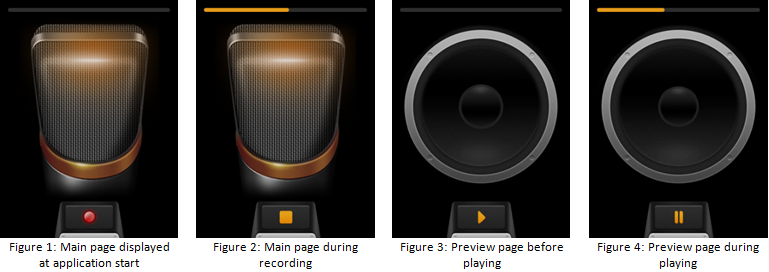 Figure 1: Main page displayed
at application start
Figure 2: Main page during
recording
Figure 3: Preview page before
playing
Figure 4: Preview page during
playing